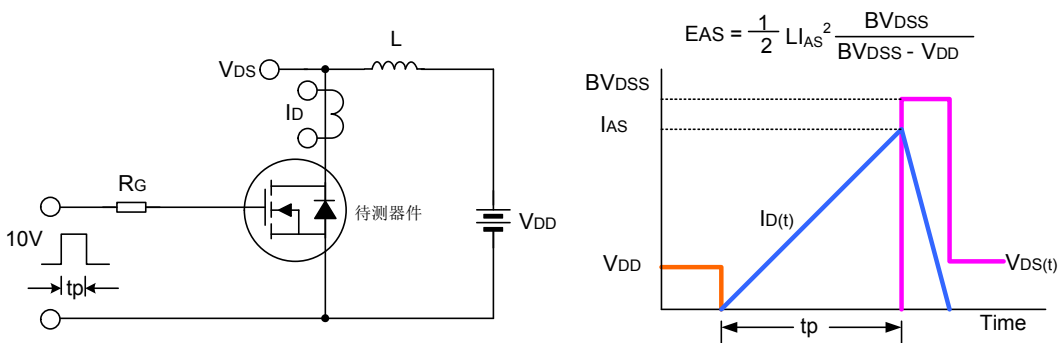 VDS
L
ID
RG
待测器件
10V
VDD
tp
EAS = 1/2 LIAS² BVDSS/(BVDSS - VDD)
BVDSS
IAS
ID(t)
VDD
VDS(t)
tp
Time